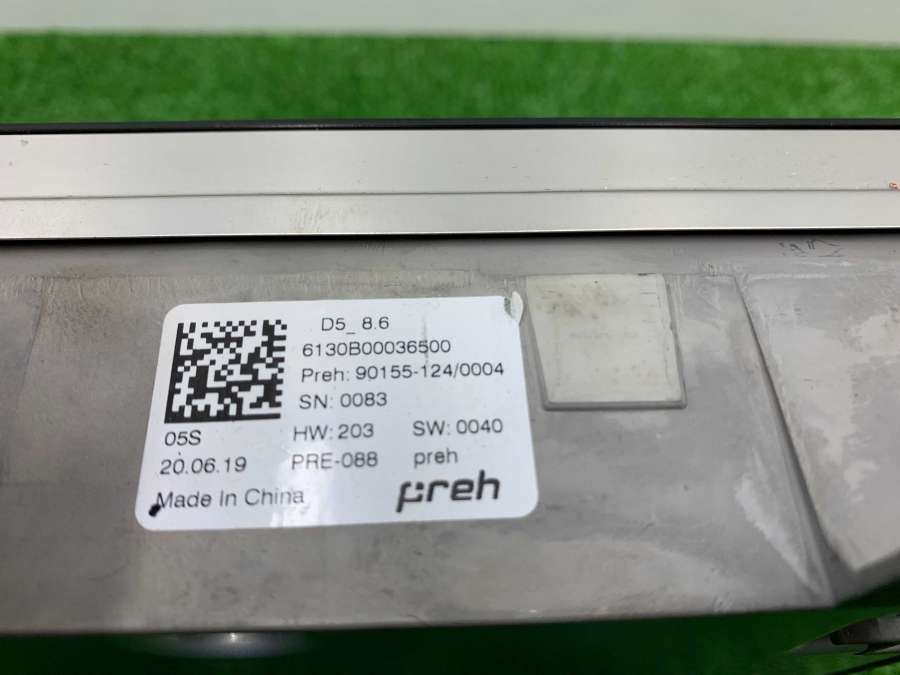 D5_ 8.6
6130B00036500
Preh: 90155-124/0004
SN: 0083
05S HW: 203 SW: 0040
20.06.19 PRE-088 preh
Made In China preh